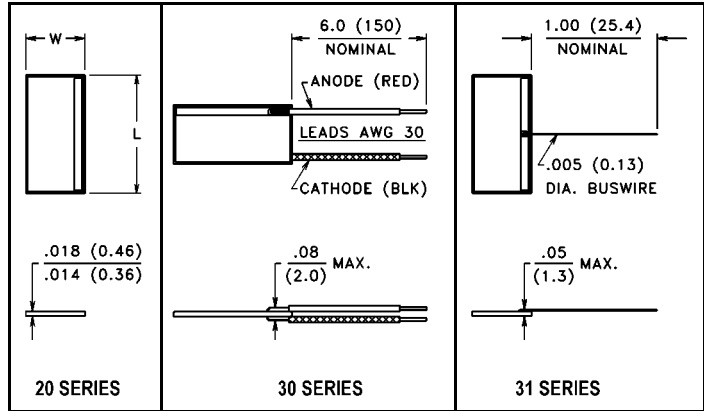 W
L
.018 (0.46)
.014 (0.36)
20 SERIES
6.0 (150)
NOMINAL
ANODE (RED)
LEADS AWG 30
CATHODE (BLK)
.08
(2.0)
MAX.
30 SERIES
1.00 (25.4)
NOMINAL
.005 (0.13)
DIA. BUSWIRE
.05
(1.3)
MAX.
31 SERIES